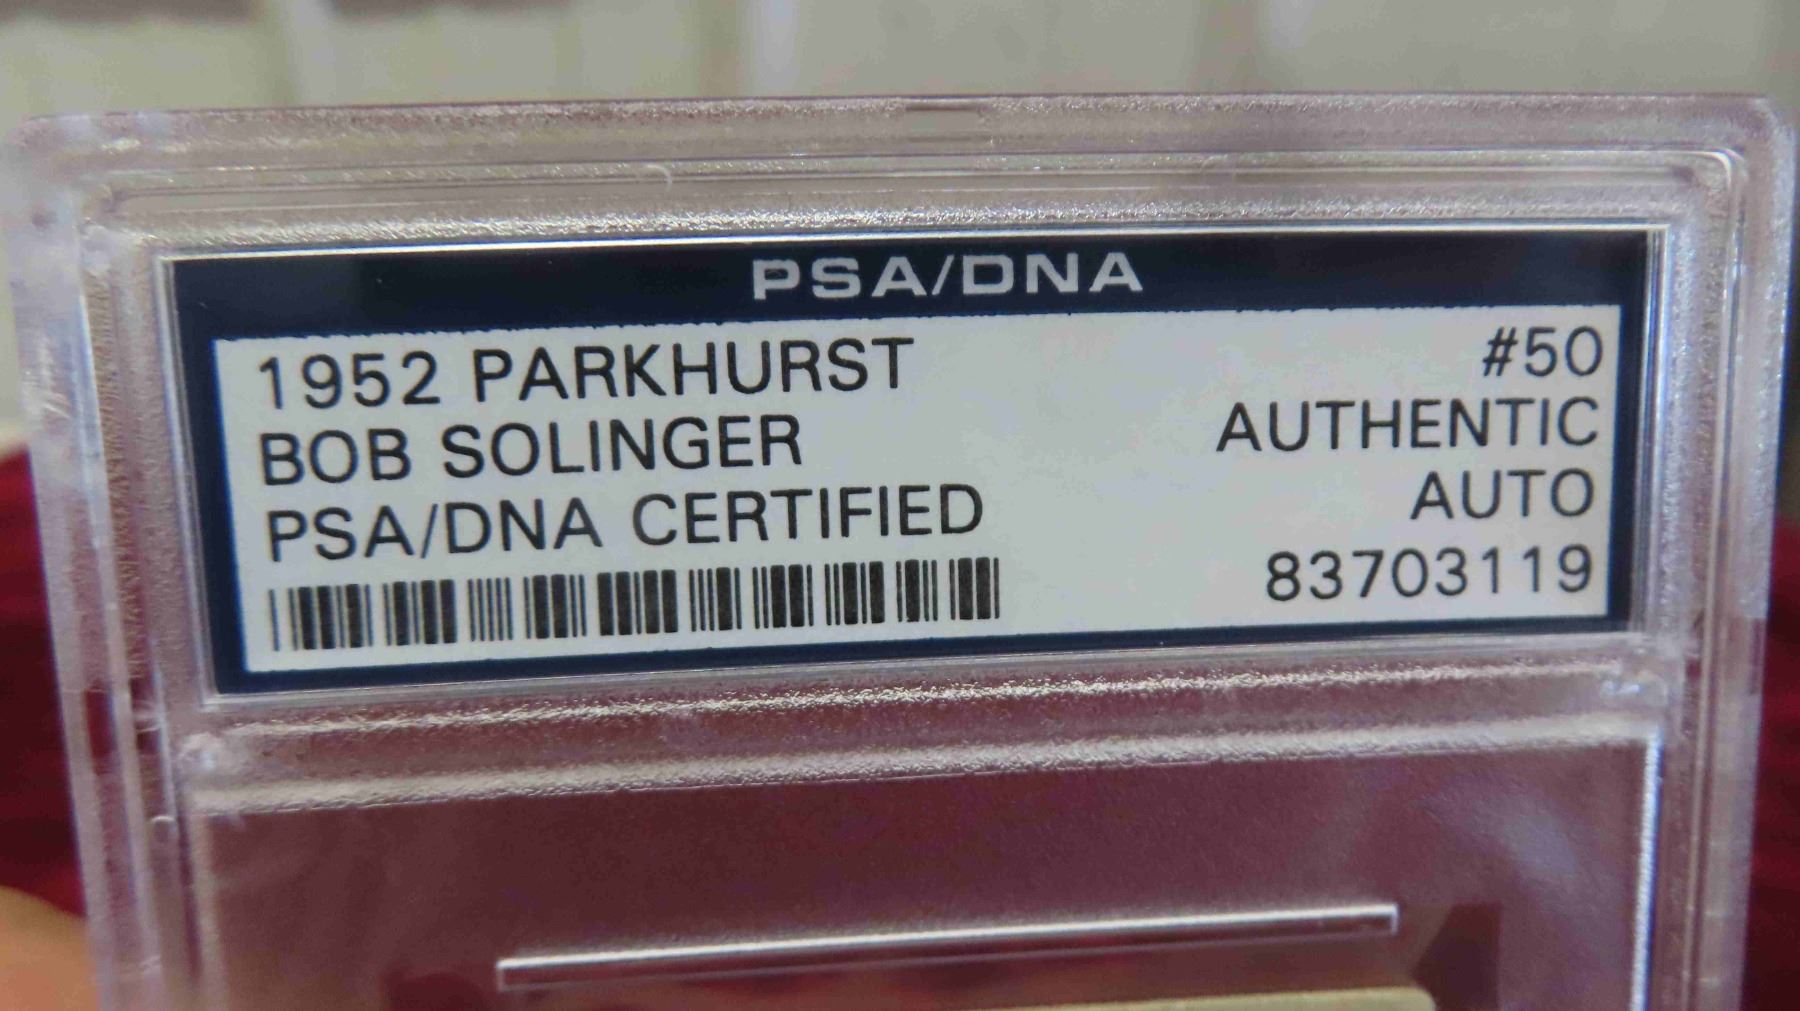 PSA/DNA
1952 PARKHURST #50
BOB SOLINGER AUTHENTIC
PSA/DNA CERTIFIED AUTO
83703119